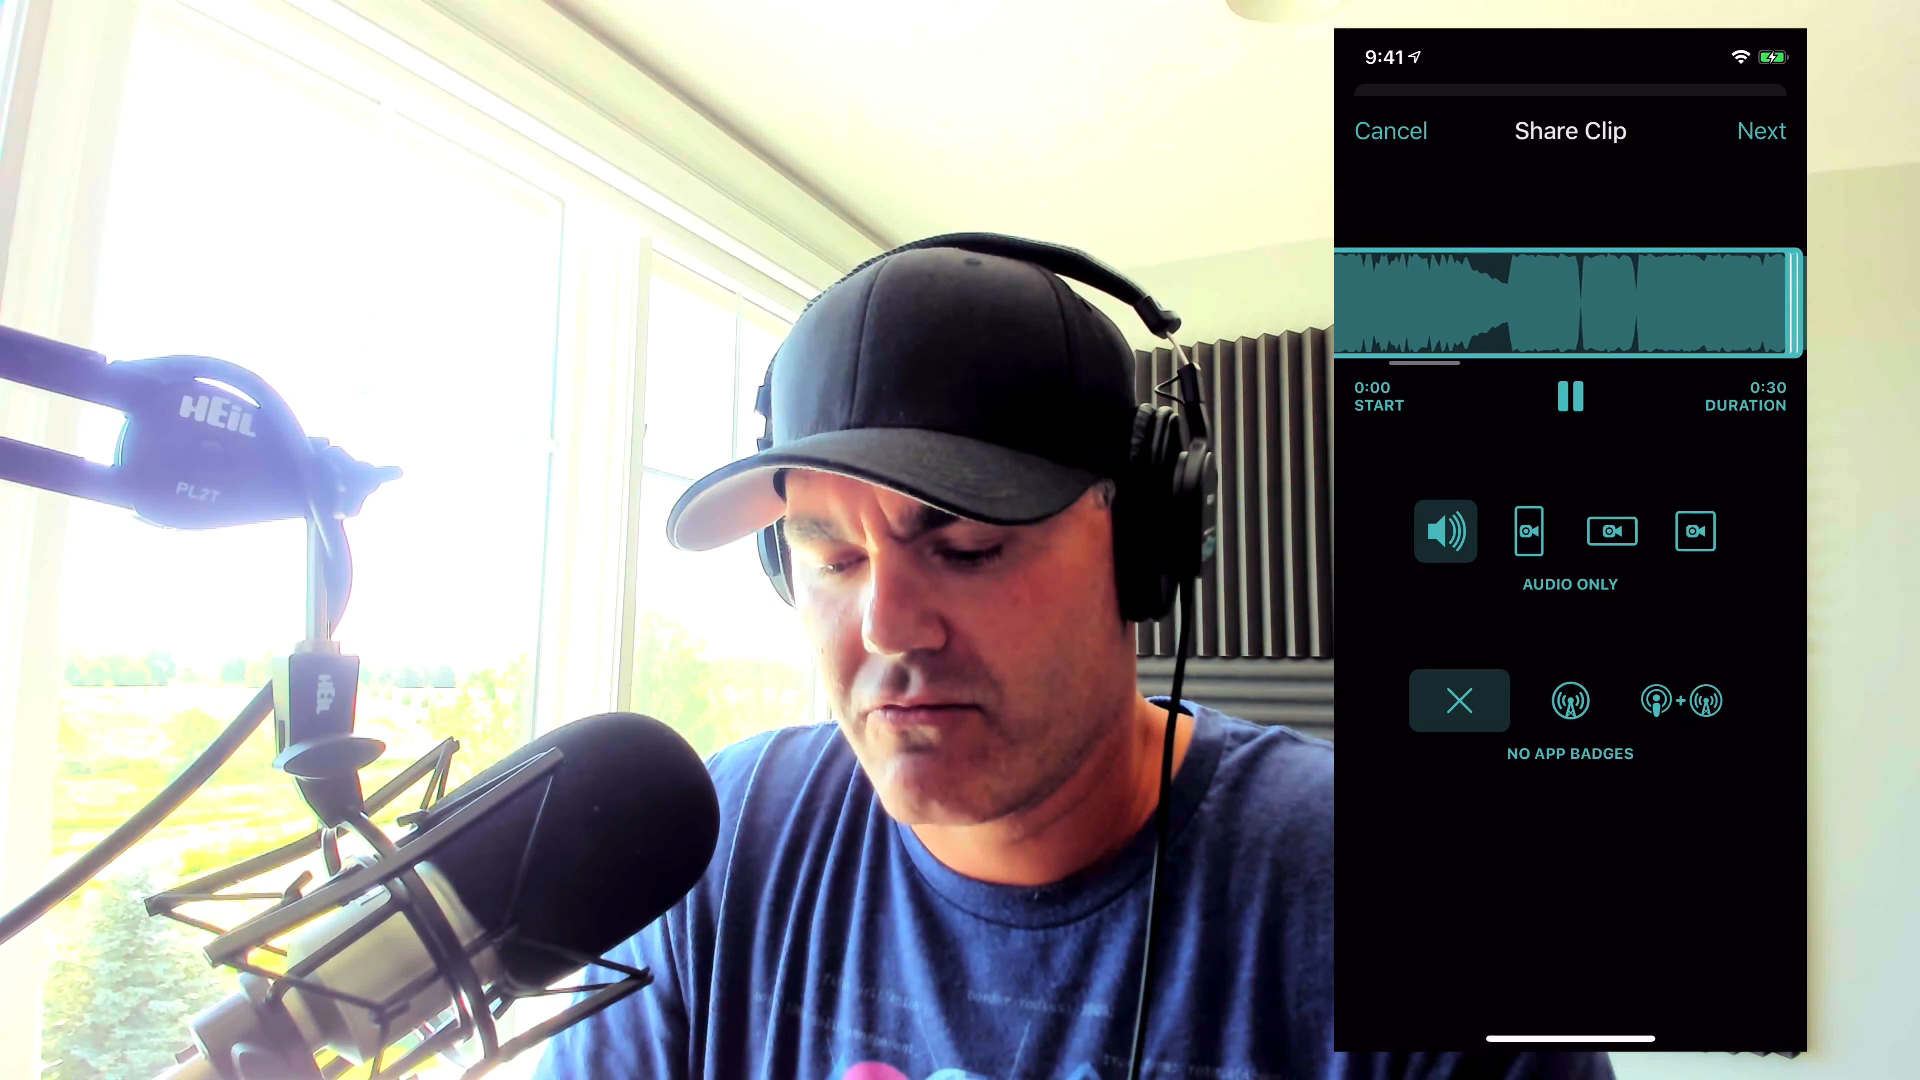 9:41
Cancel
Share Clip
Next
0:00
START
0:30
DURATION
AUDIO ONLY
NO APP BADGES
HEiL
PL2T
HEiL